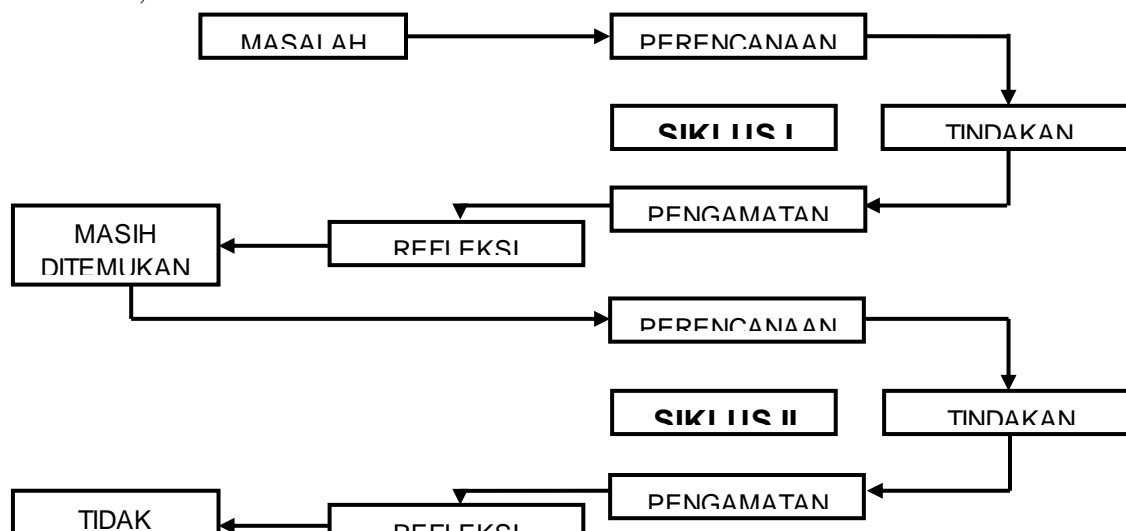 MASALAH
PERENCANAAN
SIKLUS I
TINDAKAN
PENGAMATAN
REFLEKSI
MASIH
DITEMUKAN
PERENCANAAN
SIKLUS II
TINDAKAN
PENGAMATAN
REFLEKSI
TIDAK